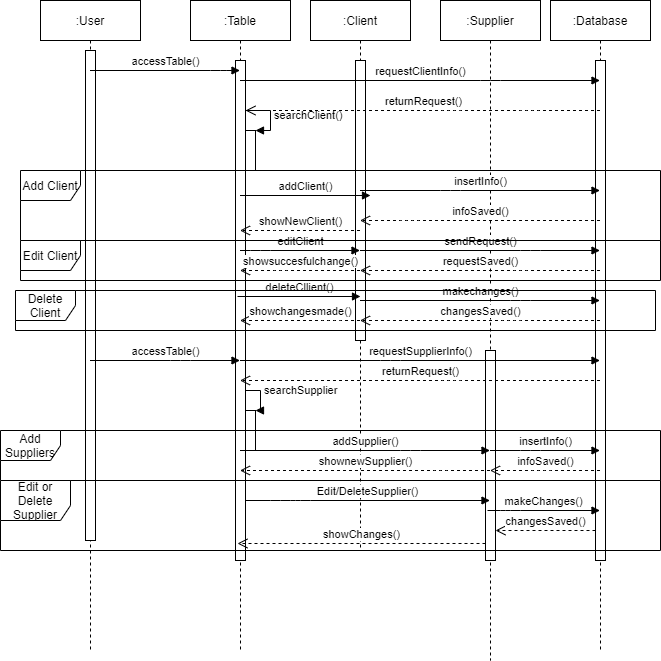 :User
:Table
:Client
:Supplier
:Database
accessTable()
requestClientInfo()
returnRequest()
searchClient()
Add Client
addClient()
insertInfo()
showNewClient()
infoSaved()
Edit Client
editClient
sendRequest()
showsuccesfulchange()
requestSaved()
Delete
Client
deleteCllient()
makechanges()
showchangesmade()
changesSaved()
accessTable()
requestSupplierInfo()
returnRequest()
searchSupplier
Add
Suppliers
addSupplier()
insertInfo()
shownewSupplier()
infoSaved()
Edit or
Delete
Supplier
Edit/DeleteSupplier()
makeChanges()
changesSaved()
showChanges()